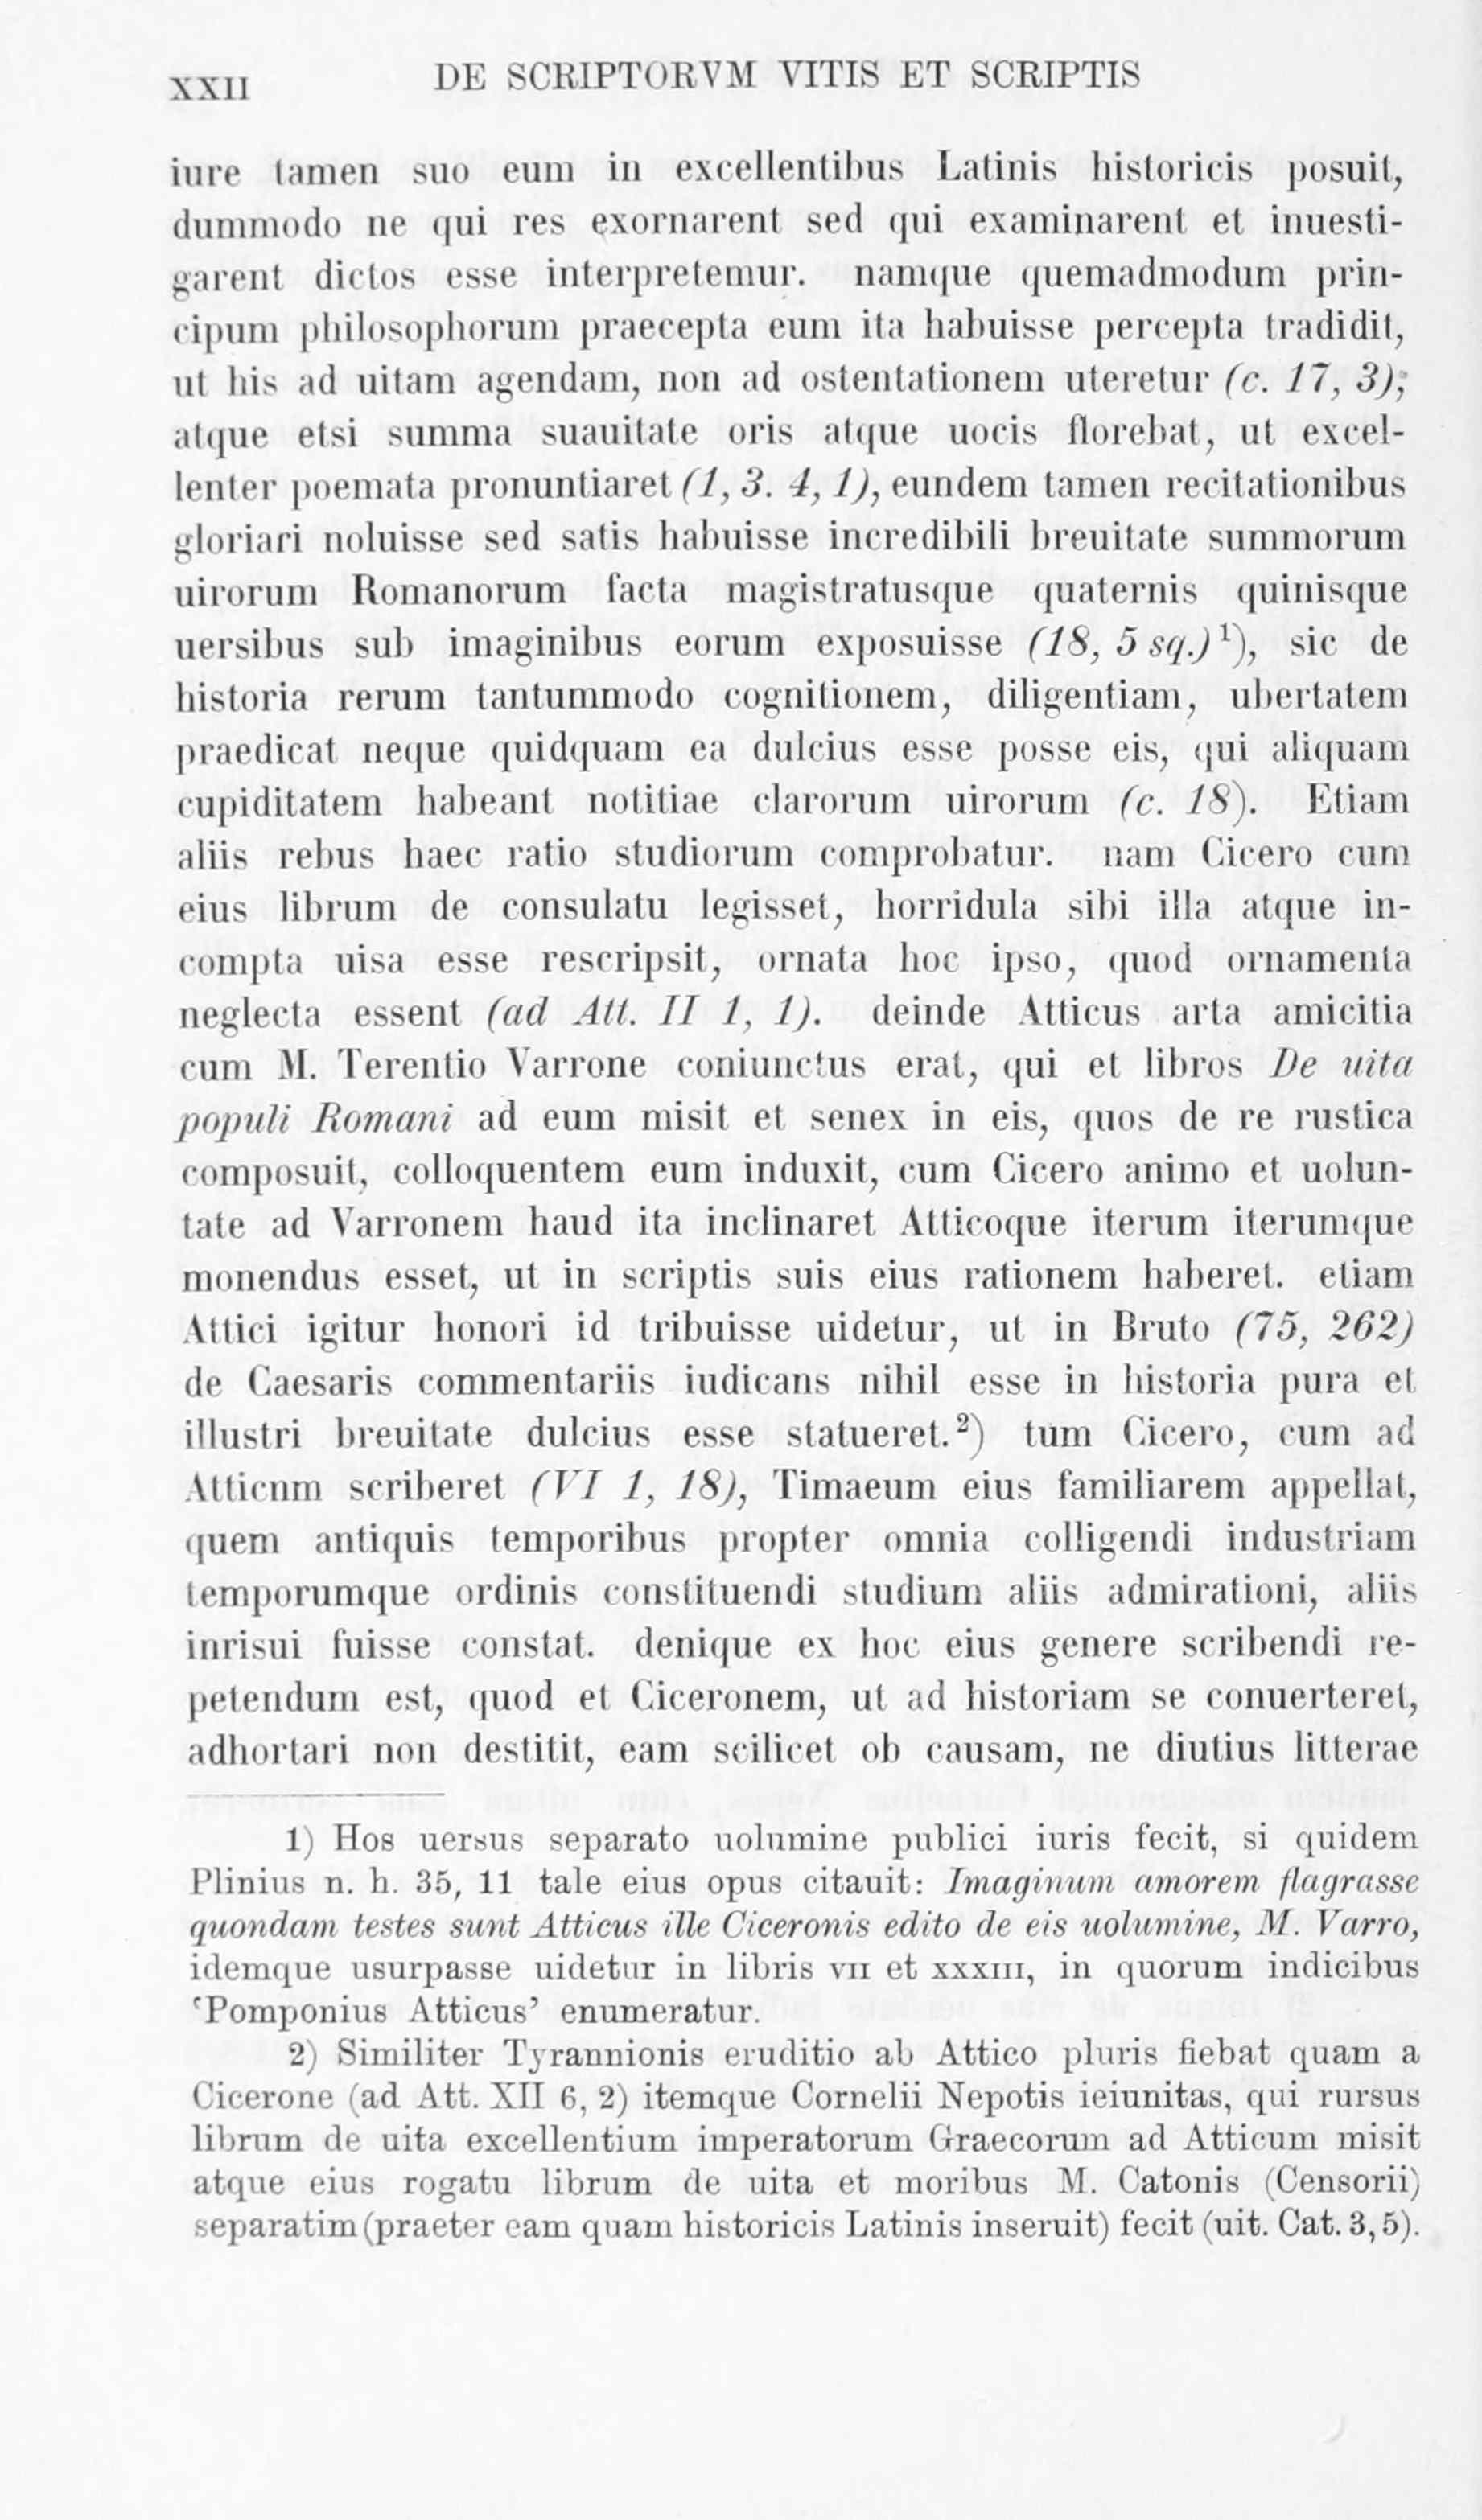 XXII DE SCRIPTORVM VITIS ET SCRIPTIS
iure tamen suo eum in excellentibus Latinis historicis posuit,
dummodo ne qui res exornarent sed qui examinarent et inuesti-
garent dictos esse interpretemur. namque quemadmodum prin-
cipum philosophorum praecepta eum ita habuisse percepta tradidit,
ut his ad uitam agendam, non ad ostentationem uteretur (c. 17, 3);
atque etsi summa suauitate oris atque uocis florebat, ut excel-
lenter poemata pronuntiaret (1, 3. 4, 1), eundem tamen recitationibus
gloriari noluisse sed satis habuisse incredibili breuitate summorum
uirorum Romanorum facta magistratusque quaternis quinisque
uersibus sub imaginibus eorum exposuisse (18, 5 sq.)¹), sic de
historia rerum tantummodo cognitionem, diligentiam, ubertatem
praedicat neque quidquam ea dulcius esse posse eis, qui aliquam
cupiditatem habeant notitiae clarorum uirorum (c. 18). Etiam
aliis rebus haec ratio studiorum comprobatur. nam Cicero cum
eius librum de consulatu legisset, horridula sibi illa atque in-
compta uisa esse rescripsit, ornata hoc ipso, quod ornamenta
neglecta essent (ad Att. II 1, 1). deinde Atticus arta amicitia
cum M. Terentio Varrone coniunctus erat, qui et libros De uita
populi Romani ad eum misit et senex in eis, quos de re rustica
composuit, colloquentem eum induxit, cum Cicero animo et uolun-
tate ad Varronem haud ita inclinaret Atticoque iterum iterumque
monendus esset, ut in scriptis suis eius rationem haberet. etiam
Attici igitur honori id tribuisse uidetur, ut in Bruto (75, 262)
de Caesaris commentariis iudicans nihil esse in historia pura et
illustri breuitate dulcius esse statueret.²) tum Cicero, cum ad
Atticnm scriberet (VI 1, 18), Timaeum eius familiarem appellat,
quem antiquis temporibus propter omnia colligendi industriam
temporumque ordinis constituendi studium aliis admirationi, aliis
inrisui fuisse constat. denique ex hoc eius genere scribendi re-
petendum est, quod et Ciceronem, ut ad historiam se conuerteret,
adhortari non destitit, eam scilicet ob causam, ne diutius litterae
1) Hos uersus separato uolumine publici iuris fecit, si quidem
Plinius n. h. 35, 11 tale eius opus citauit: Imaginum amorem flagrasse
quondam testes sunt Atticus ille Ciceronis edito de eis uolumine, M. Varro,
idemque usurpasse uidetur in libris VII et XXXIII, in quorum indicibus
‘Pomponius Atticus’ enumeratur.
2) Similiter Tyrannionis eruditio ab Attico pluris fiebat quam a
Cicerone (ad Att. XII 6, 2) itemque Cornelii Nepotis ieiunitas, qui rursus
librum de uita excellentium imperatorum Graecorum ad Atticum misit
atque eius rogatu librum de uita et moribus M. Catonis (Censorii)
separatim (praeter eam quam historicis Latinis inseruit) fecit (uit. Cat. 3, 5).